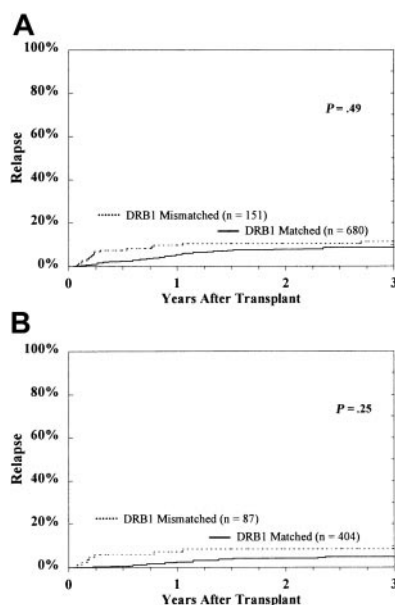 A
100%
80%
P = .49
60%
Relapse
40%
DRB1 Mismatched (n = 151)
20%
DRB1 Matched (n = 680)
0%
0 1 2 3
Years After Transplant
B
100%
80%
P = .25
60%
Relapse
40%
DRB1 Mismatched (n = 87)
20%
DRB1 Matched (n = 404)
0%
0 1 2 3
Years After Transplant